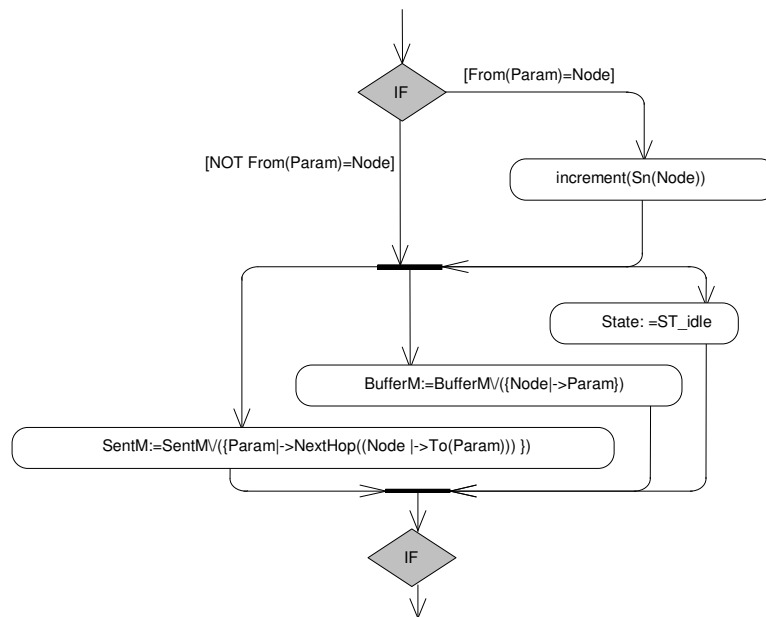 [From(Param)=Node]
IF
[NOT From(Param)=Node]
increment(Sn(Node))
State: =ST_idle
BufferM:=BufferM\/({Node|->Param})
SentM:=SentM\/({Param|->NextHop((Node |->To(Param))) })
IF